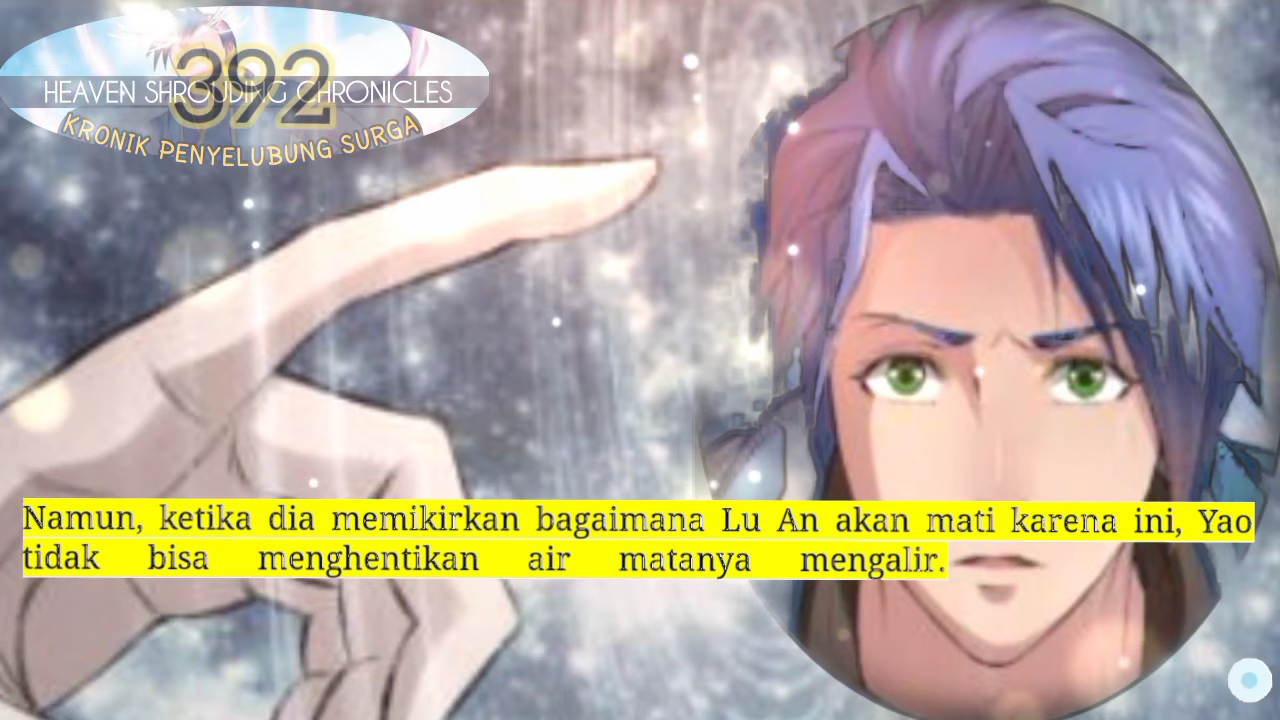 392
HEAVEN SHROUDING CHRONICLES
KRONIK PENYELUBUNG SURGA
Namun, ketika dia memikirkan bagaimana Lu An akan mati karena ini, Yao
tidak bisa menghentikan air matanya mengalir.